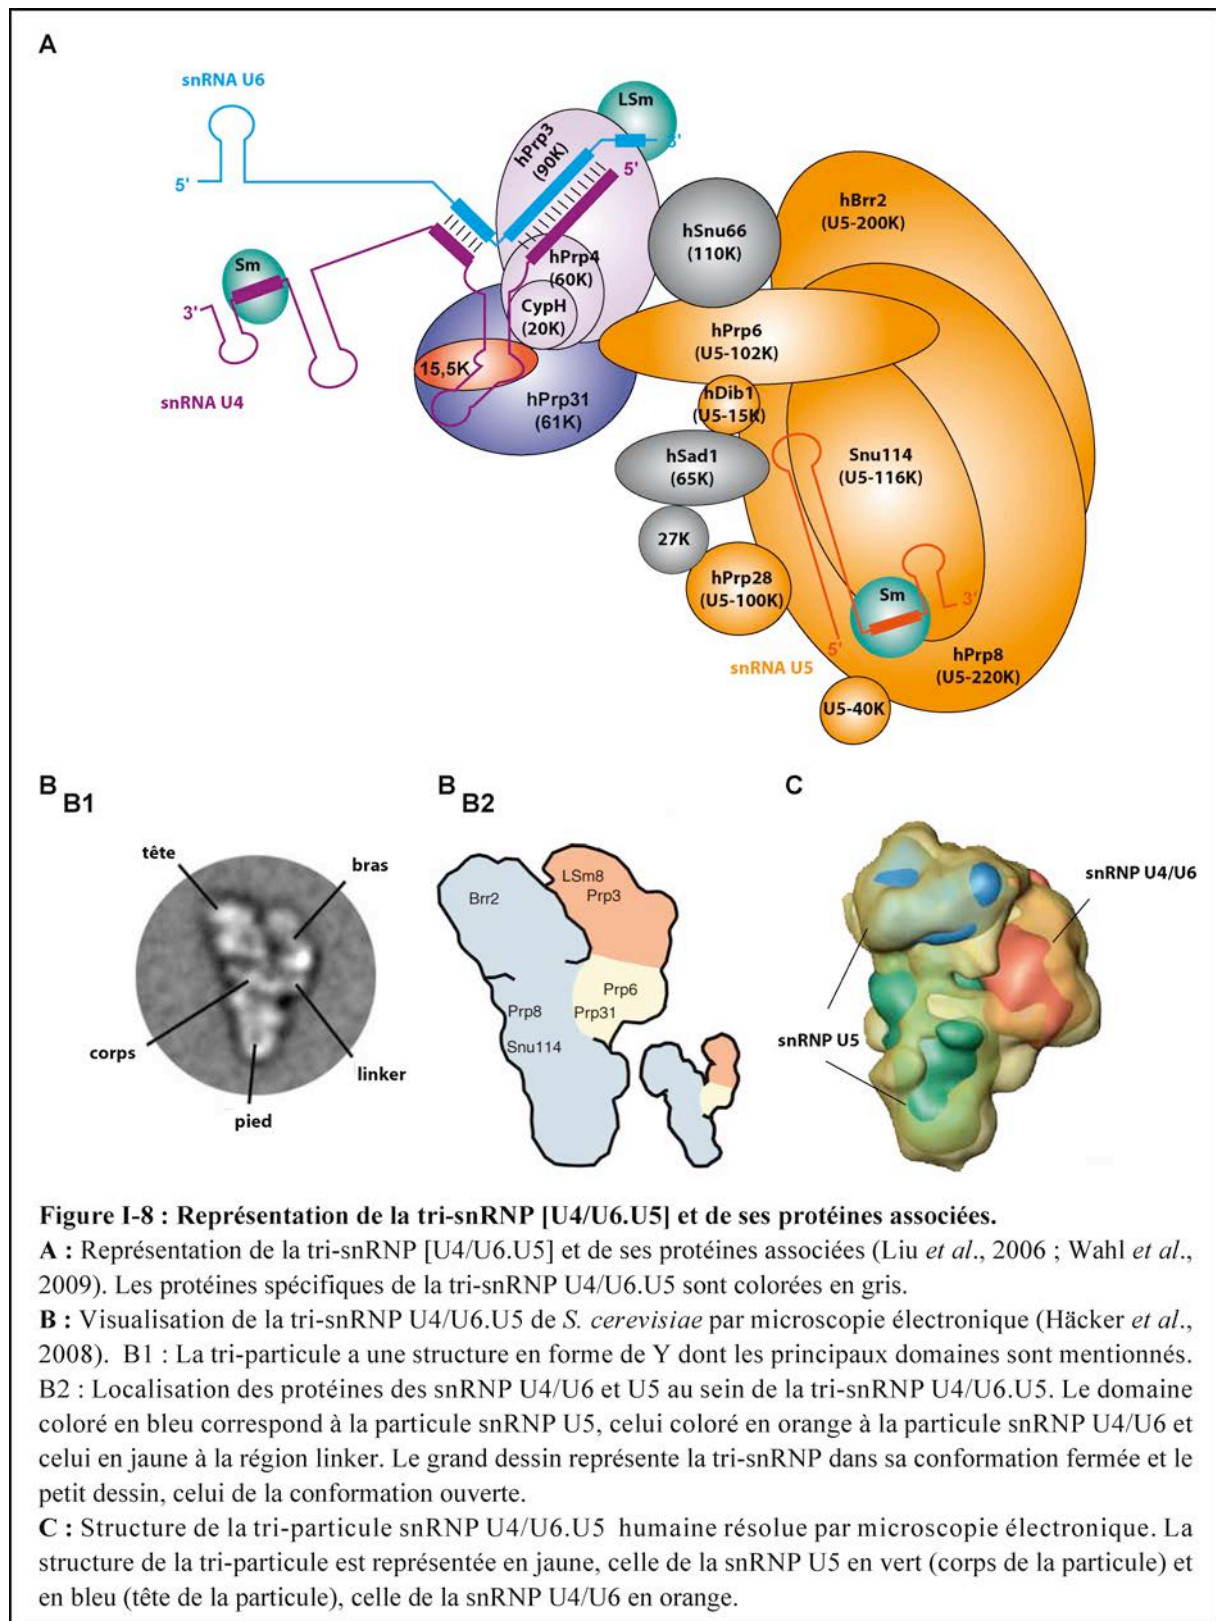 A
snRNA U6
LSm
hPrp3
(90K)
3'
5'
5'
hSnu66
(110K)
hBrr2
(U5-200K)
Sm
hPrp4
(60K)
CypH
(20K)
3'
hPrp6
(U5-102K)
15,5K
hPrp31
(61K)
snRNA U4
hDib1
(U5-15K)
hSad1
(65K)
Snu114
(U5-116K)
27K
hPrp28
(U5-100K)
Sm
3'
5'
snRNA U5
hPrp8
(U5-220K)
U5-40K
B
B1
tête
bras
corps
linker
pied
B
B2
LSm8
Prp3
Brr2
Prp6
Prp8
Prp31
Snu114
C
snRNP U4/U6
snRNP U5
Figure I-8 : Représentation de la tri-snRNP [U4/U6.U5] et de ses protéines associées.
A : Représentation de la tri-snRNP [U4/U6.U5] et de ses protéines associées (Liu et al., 2006 ; Wahl et al.,
2009). Les protéines spécifiques de la tri-snRNP U4/U6.U5 sont colorées en gris.
B : Visualisation de la tri-snRNP U4/U6.U5 de S. cerevisiae par microscopie électronique (Häcker et al.,
2008). B1 : La tri-particule a une structure en forme de Y dont les principaux domaines sont mentionnés.
B2 : Localisation des protéines des snRNP U4/U6 et U5 au sein de la tri-snRNP U4/U6.U5. Le domaine
coloré en bleu correspond à la particule snRNP U5, celui coloré en orange à la particule snRNP U4/U6 et
celui en jaune à la région linker. Le grand dessin représente la tri-snRNP dans sa conformation fermée et le
petit dessin, celui de la conformation ouverte.
C : Structure de la tri-particule snRNP U4/U6.U5 humaine résolue par microscopie électronique. La
structure de la tri-particule est représentée en jaune, celle de la snRNP U5 en vert (corps de la particule) et
en bleu (tête de la particule), celle de la snRNP U4/U6 en orange.